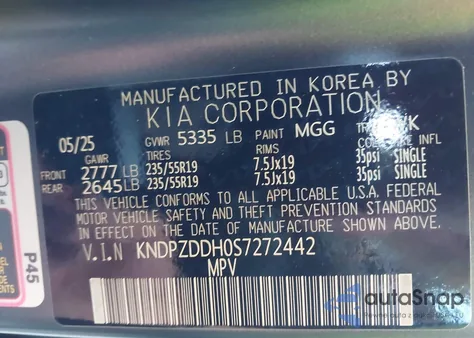 MANUFACTURED IN KOREA BY
KIA CORPORATION
05/25 GVWR 5335 LB PAINT MGG
GAWR TIRES RIMS COLD TIRE INFLATION
FRONT 2777 LB 235/55R19 7.5Jx19 35psi SINGLE
REAR 2645 LB 235/55R19 7.5Jx19 35psi SINGLE
THIS VEHICLE CONFORMS TO ALL APPLICABLE U.S.A. FEDERAL
MOTOR VEHICLE SAFETY AND THEFT PREVENTION STANDARDS IN
EFFECT ON THE DATE OF MANUFACTURE SHOWN ABOVE.
V.I.N KNDPZDDH0S7272442
MPV
P45
autoSnap